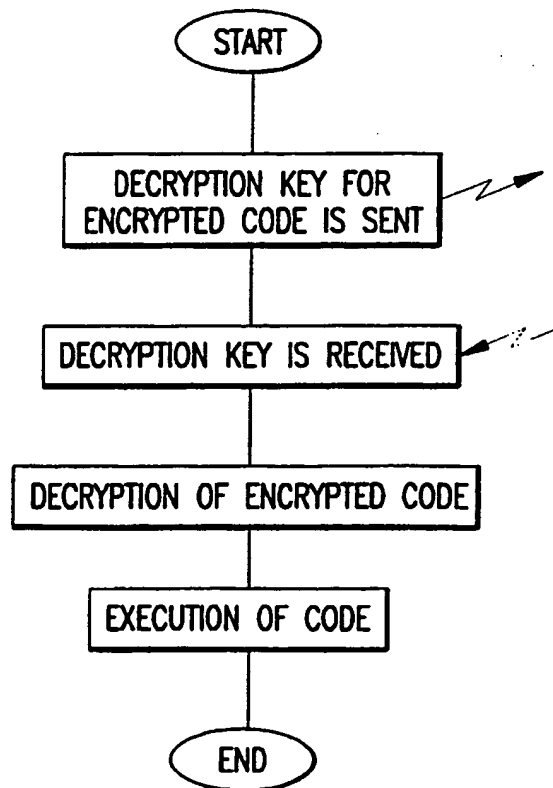 START
DECRYPTION KEY FOR
ENCRYPTED CODE IS SENT
DECRYPTION KEY IS RECEIVED
DECRYPTION OF ENCRYPTED CODE
EXECUTION OF CODE
END